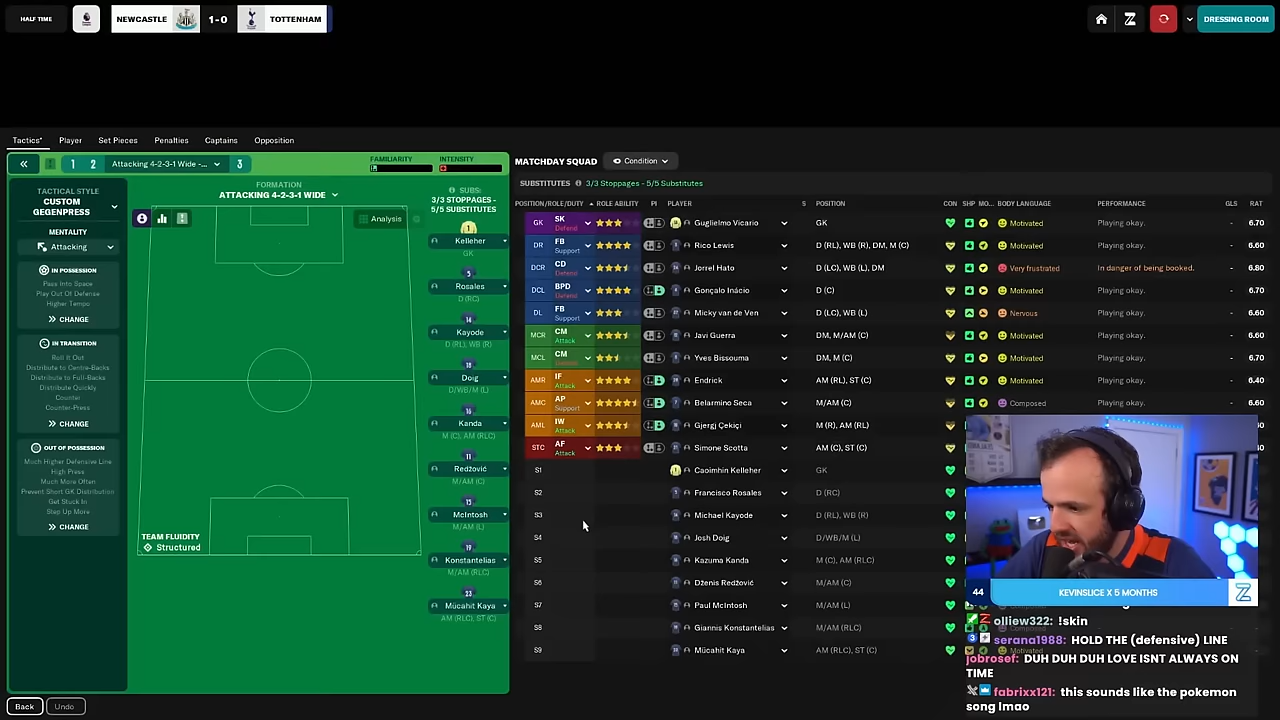 HALF TIME
NEWCASTLE
1-0
TOTTENHAM
DRESSING ROOM
Tactics*
Player
Set Pieces
Penalties
Captains
Opposition
1
2
Attacking 4-2-3-1 Wide -...
3
FAMILIARITY
INTENSITY
TACTICAL STYLE
CUSTOM
GEGENPRESS
MENTALITY
Attacking
IN POSSESSION
Pass Into Space
Play Out Of Defense
Higher Tempo
CHANGE
IN TRANSITION
Roll It Out
Distribute to Centre-Backs
Distribute to Full-Backs
Distribute Quickly
Counter
Counter-Press
CHANGE
OUT OF POSSESSION
Much Higher Defensive Line
High Press
Much More Often
Prevent Short GK Distribution
Get Stuck In
Step Up More
CHANGE
FORMATION
ATTACKING 4-2-3-1 WIDE
Analysis
TEAM FLUIDITY
Structured
SUBS:
3/3 STOPPAGES -
5/5 SUBSTITUTES
1
Kelleher
GK
5
Rosales
D (RC)
14
Kayode
D (RL), WB (R)
18
Doig
D/WB/M (L)
16
Kanda
M (C), AM (RLC)
11
Redžović
M/AM (C)
15
McIntosh
M/AM (L)
19
Konstantelias
M/AM (RLC)
23
Mücahit Kaya
AM (RLC), ST (C)
Back
Undo
MATCHDAY SQUAD
Condition
SUBSTITUTES
3/3 Stoppages - 5/5 Substitutes
POSITION/ROLE/DUTY
ROLE ABILITY
PI
PLAYER
S
POSITION
CON
SHP
MO...
BODY LANGUAGE
PERFORMANCE
GLS
RAT
GK SK Defend Guglielmo Vicario GK Motivated Playing okay. - 6.70
DR FB Support Rico Lewis D (RL), WB (R), DM, M (C) Motivated Playing okay. - 6.60
DCR CD Defend Jorrel Hato D (LC), WB (L), DM Very frustrated In danger of being booked. - 6.80
DCL BPD Defend Gonçalo Inácio D (C) Motivated Playing okay. - 6.70
DL FB Support Micky van de Ven D (LC), WB (L) Nervous Playing okay. - 6.60
MCR CM Attack Javi Guerra DM, M/AM (C) Motivated Playing okay. - 6.60
MCL CM Yves Bissouma DM, M (C) Motivated Playing okay. - 6.70
AMR IF Attack Endrick AM (RL), ST (C) Motivated Playing okay. - 6.40
AMC AP Support Belarmino Seca M/AM (C) Composed Playing okay. - 6.60
AML IW Attack Gjergj Çekiçi M (R), AM (RL)
STC AF Attack Simone Scotta AM (C), ST (C)
S1 Caoimhin Kelleher GK
S2 Francisco Rosales D (RC)
S3 Michael Kayode D (RL), WB (R)
S4 Josh Doig D/WB/M (L)
S5 Kazuma Kanda M (C), AM (RLC)
S6 Dženis Redžović M/AM (C)
S7 Paul McIntosh M/AM (L)
S8 Giannis Konstantelias M/AM (RLC)
S9 Mücahit Kaya AM (RLC), ST (C)
44
KEVINSLICE X 5 MONTHS
olliew322: !skin
serana1988: HOLD THE (defensive) LINE
jobrosef: DUH DUH DUH LOVE ISNT ALWAYS ON
TIME
fabrixx121: this sounds like the pokemon
song lmao